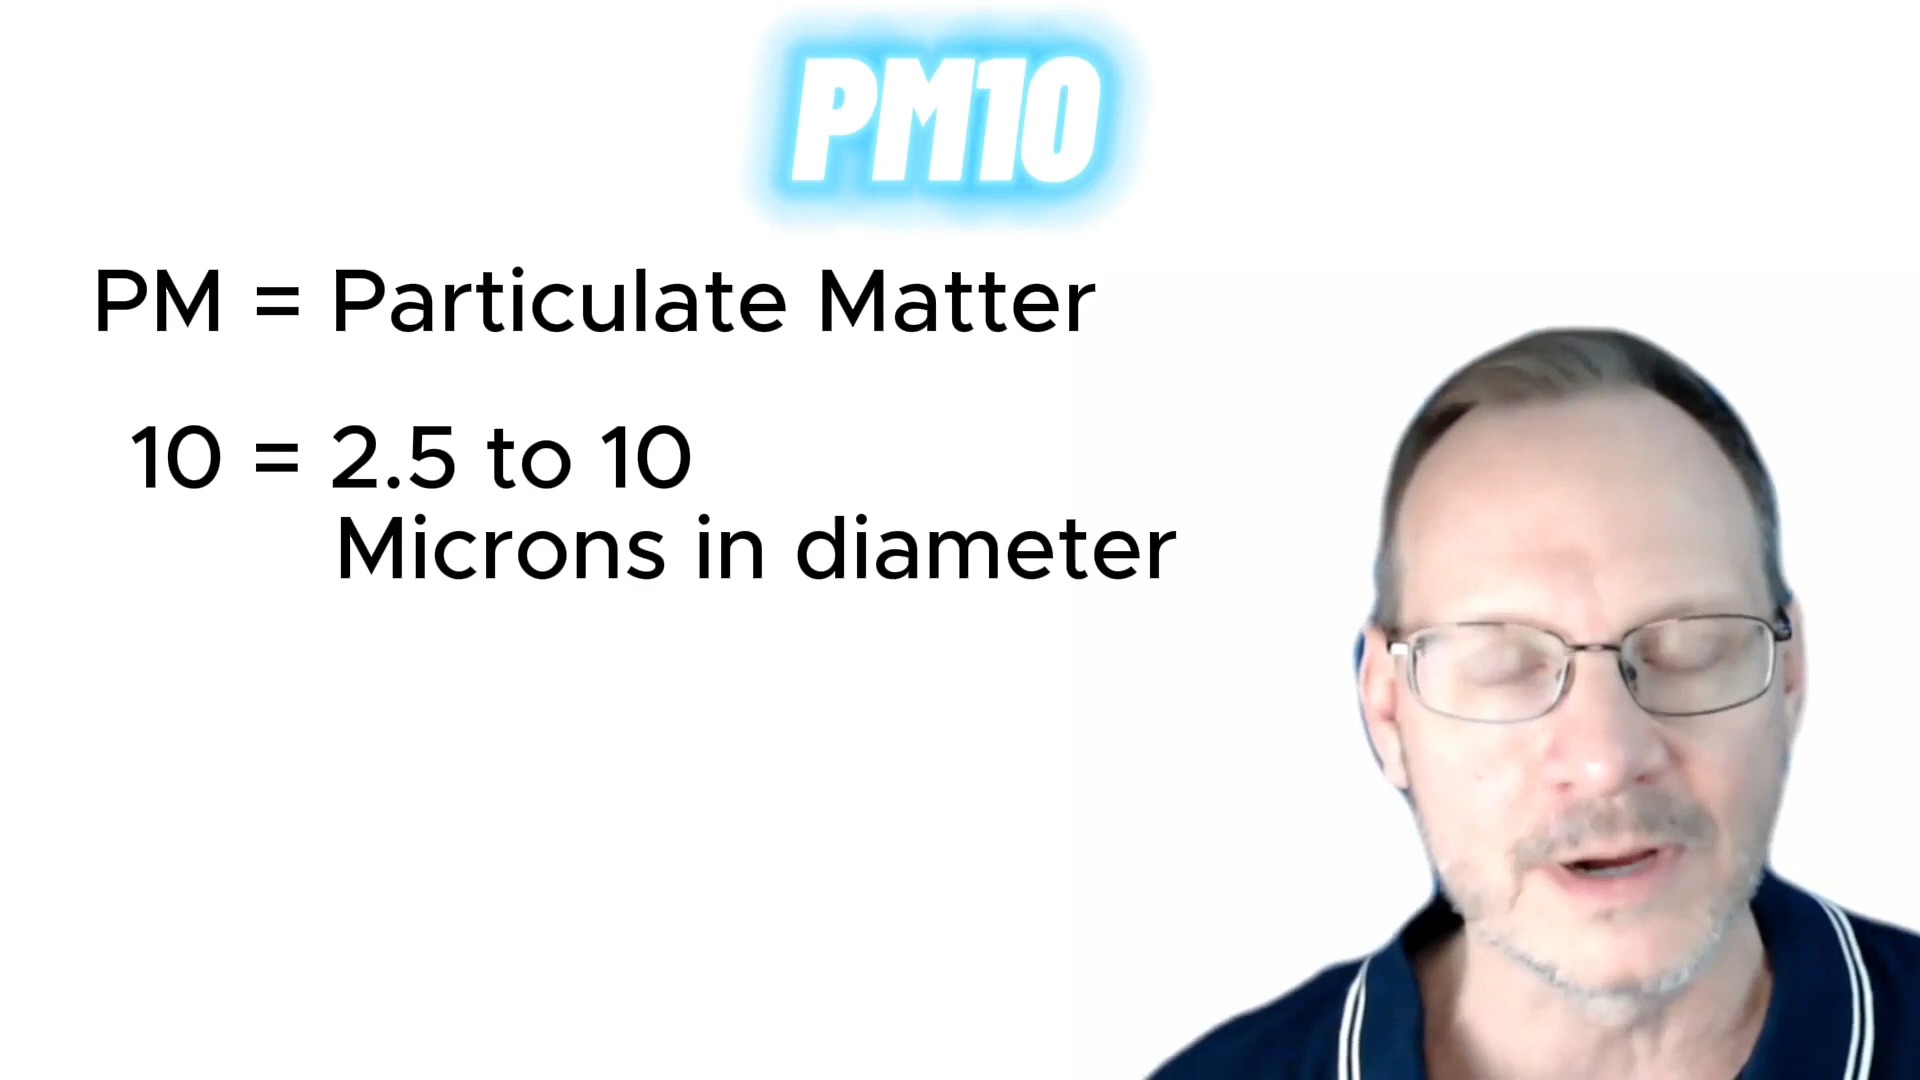 PM10
PM = Particulate Matter
10 = 2.5 to 10
Microns in diameter